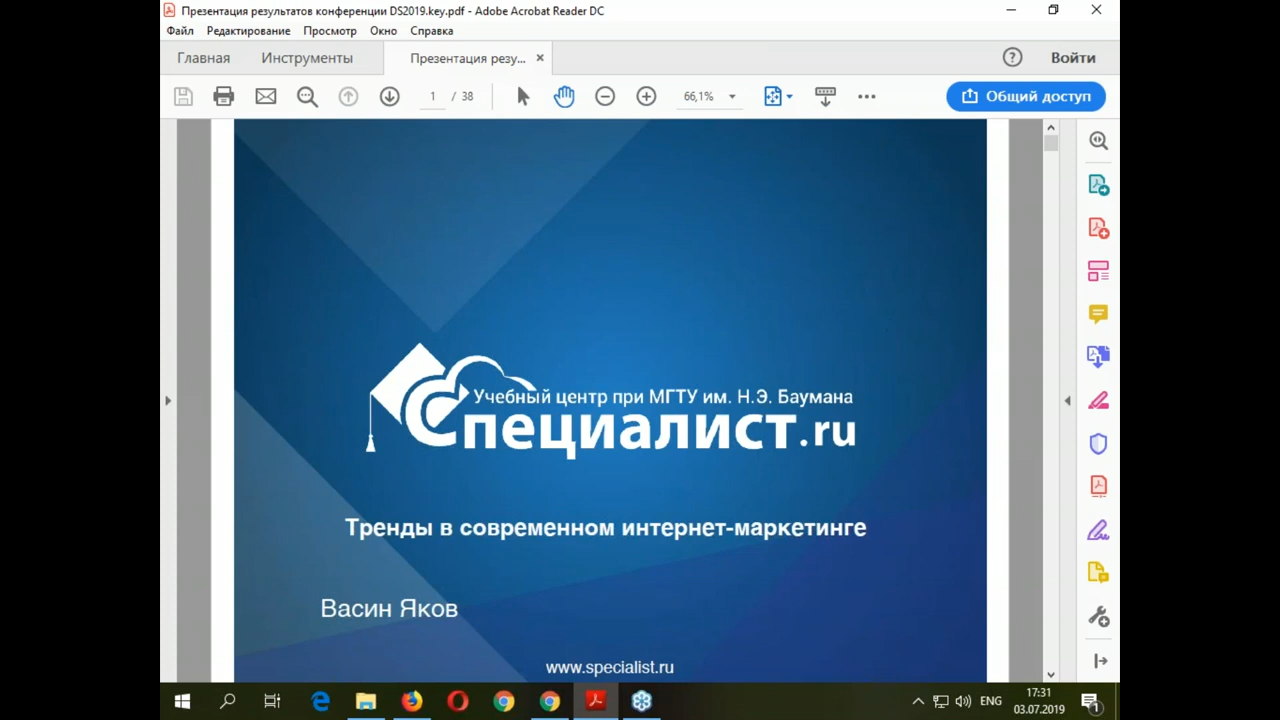 Презентация результатов конференции DS2019.key.pdf - Adobe Acrobat Reader DC
Файл Редактирование Просмотр Окно Справка
Главная Инструменты Презентация резу... × Войти
1 / 38 66,1% Общий доступ
Учебный центр при МГТУ им. Н.Э. Баумана
Специалист.ru
Тренды в современном интернет-маркетинге
Васин Яков
www.specialist.ru
ENG 17:31
03.07.2019 1